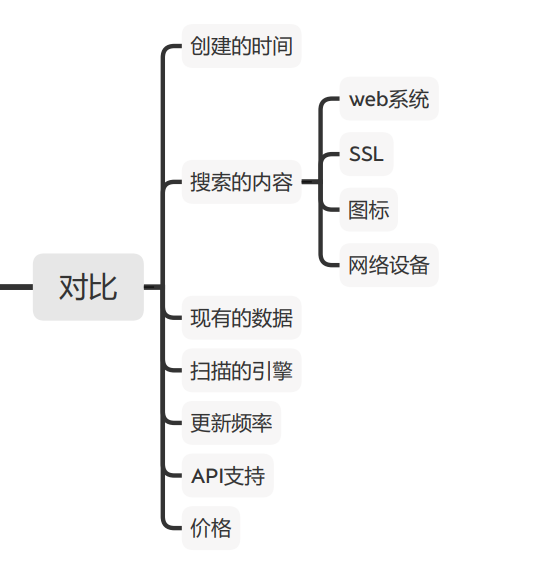 对比
创建的时间
搜索的内容
web系统
SSL
图标
网络设备
现有的数据
扫描的引擎
更新频率
API支持
价格